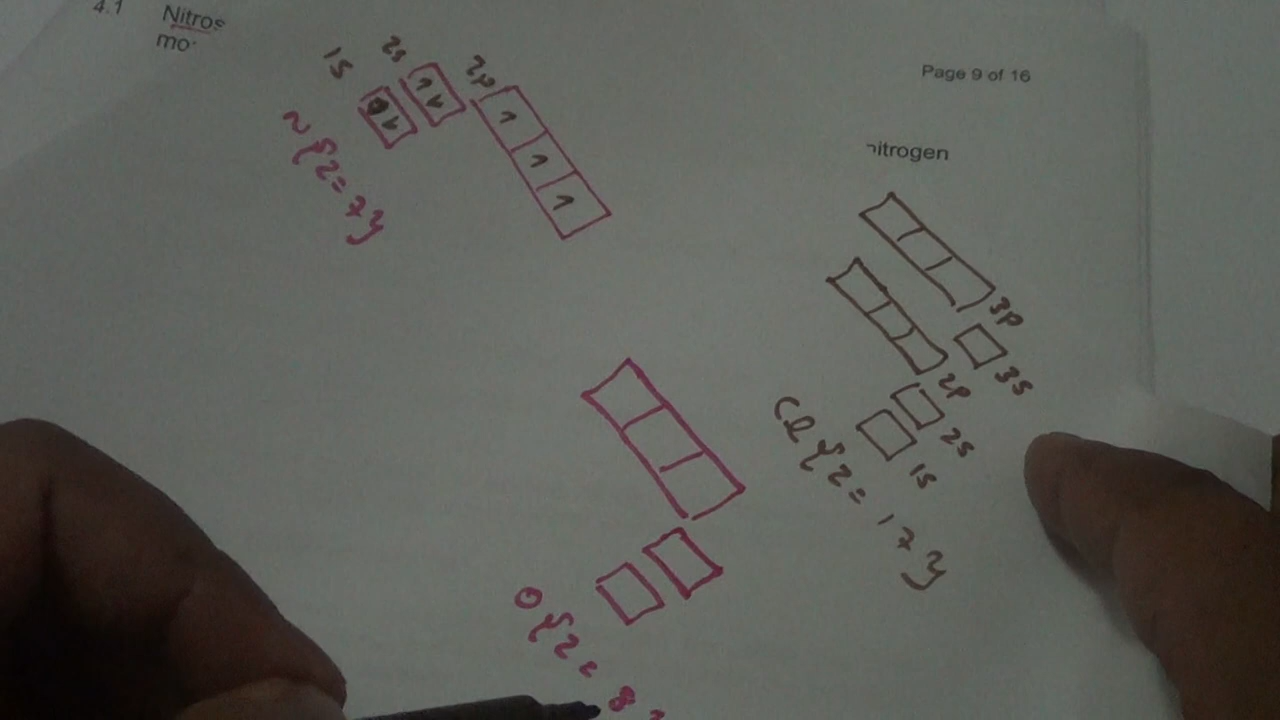 4.1 Nitros
mo
Page 9 of 16
nitrogen
1s 2s 2p
N {Z=7}
3p
3s
2p
2s
1s
Cl {Z=17}
O {Z=8